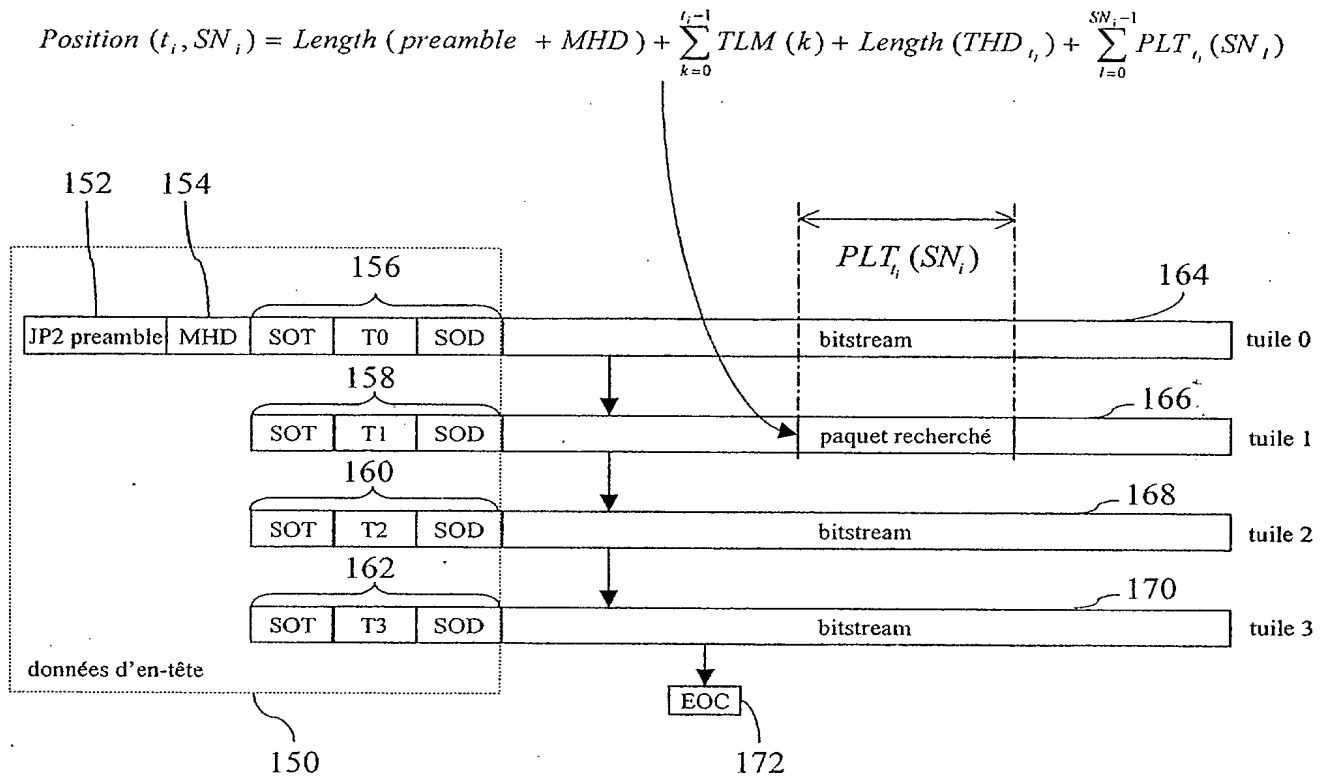 Position (t_i, SN_i) = Length (preamble + MHD) + \sum_{k=0}^{t_i-1} TLM (k) + Length (THD_{t_i}) + \sum_{l=0}^{SN_i-1} PLT_{t_i} (SN_l)
152 154
PLT_{t_i} (SN_i)
156 164
JP2 preamble MHD SOT T0 SOD bitstream tuile 0
158 166
SOT T1 SOD paquet recherché tuile 1
160 168
SOT T2 SOD bitstream tuile 2
162 170
SOT T3 SOD bitstream tuile 3
données d'en-tête
EOC
150 172